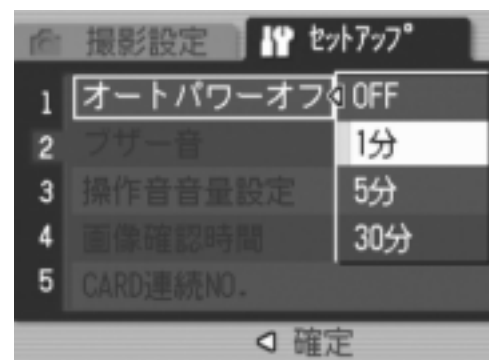 撮影設定 セットアップ
1 オートパワーオフ OFF
2 ブザー音 1分
3 操作音音量設定 5分
4 画像確認時間 30分
5 CARD連続NO.
確定